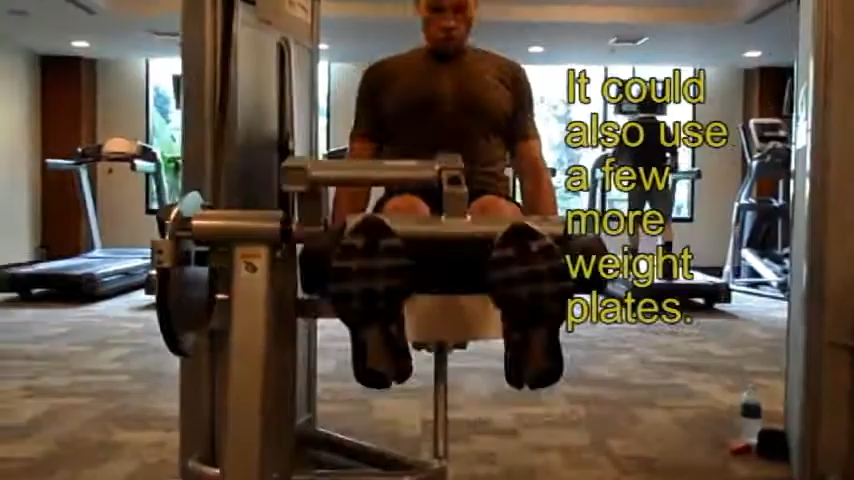 It could
also use
a few
more
weight
plates.